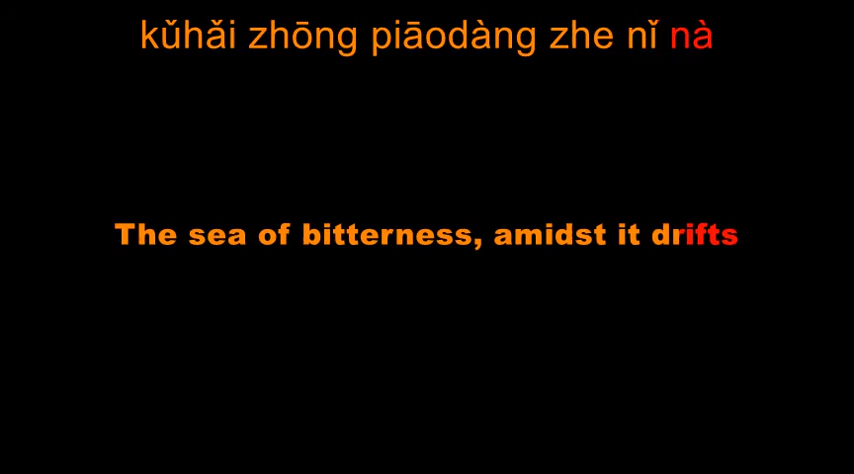 kǔhǎi zhōng piāodàng zhe nǐ nà
The sea of bitterness, amidst it drifts